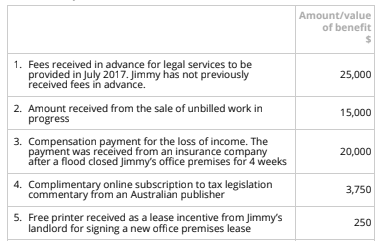 Amount/value
of benefit
$
1. Fees received in advance for legal services to be
provided in July 2017. Jimmy has not previously
received fees in advance.
25,000
2. Amount received from the sale of unbilled work in
progress
15,000
3. Compensation payment for the loss of income. The
payment was received from an insurance company
after a flood closed Jimmy's office premises for 4 weeks
20,000
4. Complimentary online subscription to tax legislation
commentary from an Australian publisher
3,750
5. Free printer received as a lease incentive from Jimmy's
landlord for signing a new office premises lease
250